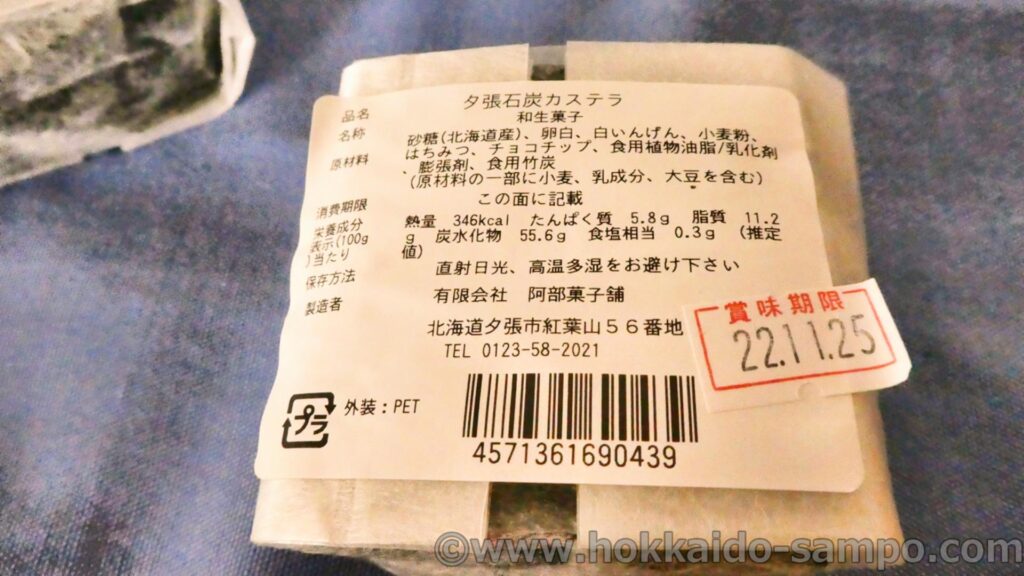 品名 夕張石炭カステラ
名称 和生菓子
原材料 砂糖(北海道産)、卵白、白いんげん、小麦粉、
はちみつ、チョコチップ、食用植物油脂/乳化剤
、膨張剤、食用竹炭
(原材料の一部に小麦、乳成分、大豆を含む)
消費期限 この面に記載
栄養成分 熱量 346kcal たんぱく質 5.8g 脂質 11.2
表示(100g g 炭水化物 55.6g 食塩相当 0.3g (推定
)当たり 値)
保存方法 直射日光、高温多湿をお避け下さい
製造者 有限会社 阿部菓子舗
北海道夕張市紅葉山56番地
TEL 0123-58-2021
賞味期限
22.11.25
プラ 外装:PET
4571361690439
©www.hokkaido-sampo.com